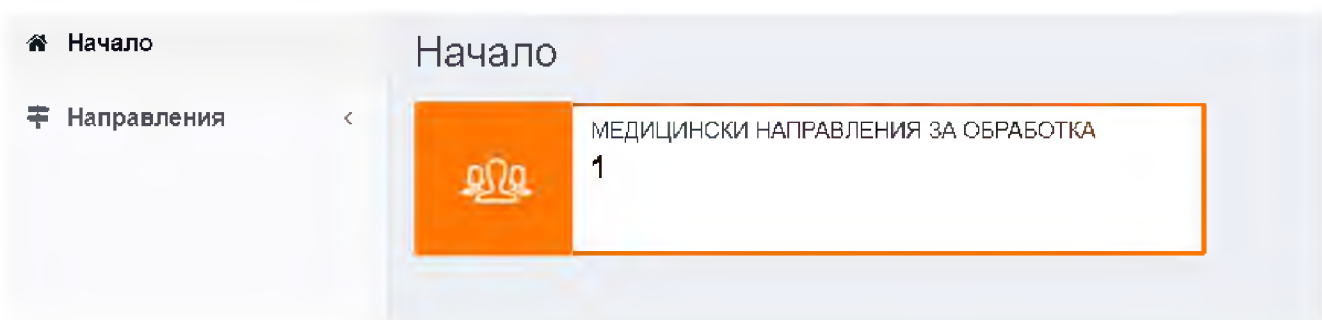 Начало
Направления
Начало
МЕДИЦИНСКИ НАПРАВЛЕНИЯ ЗА ОБРАБОТКА
1